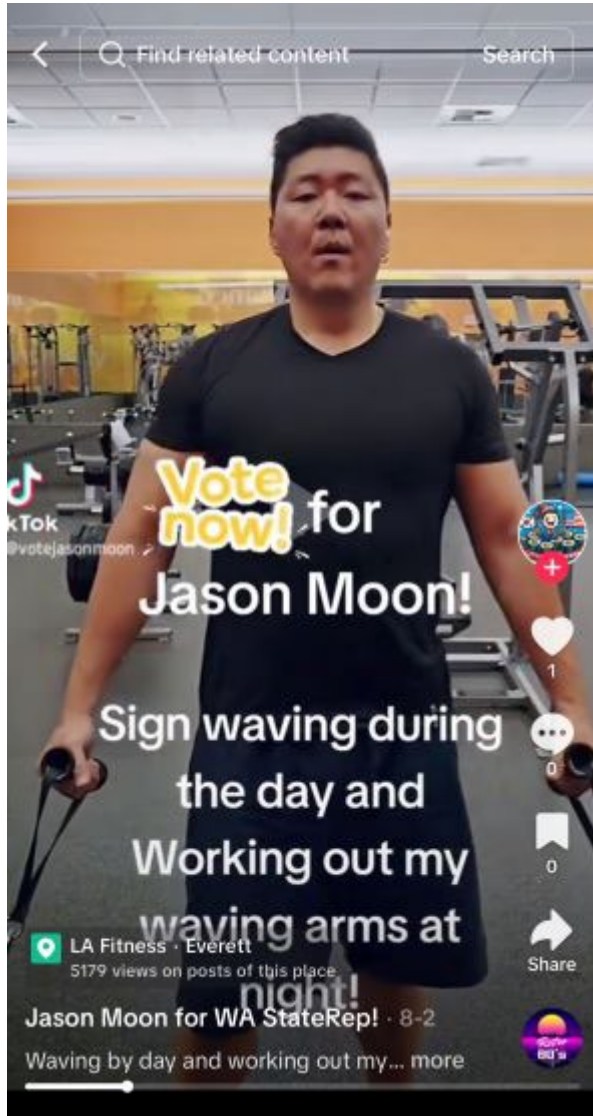 Find related content Search
Vote
now! for
Jason Moon!
kTok
@votejasonmoon
Sign waving during
the day and
Working out my
waving arms at
night!
1
0
0
Share
LA Fitness · Everett
5179 views on posts of this place
Jason Moon for WA StateRep! · 8-2
Waving by day and working out my... more
80's